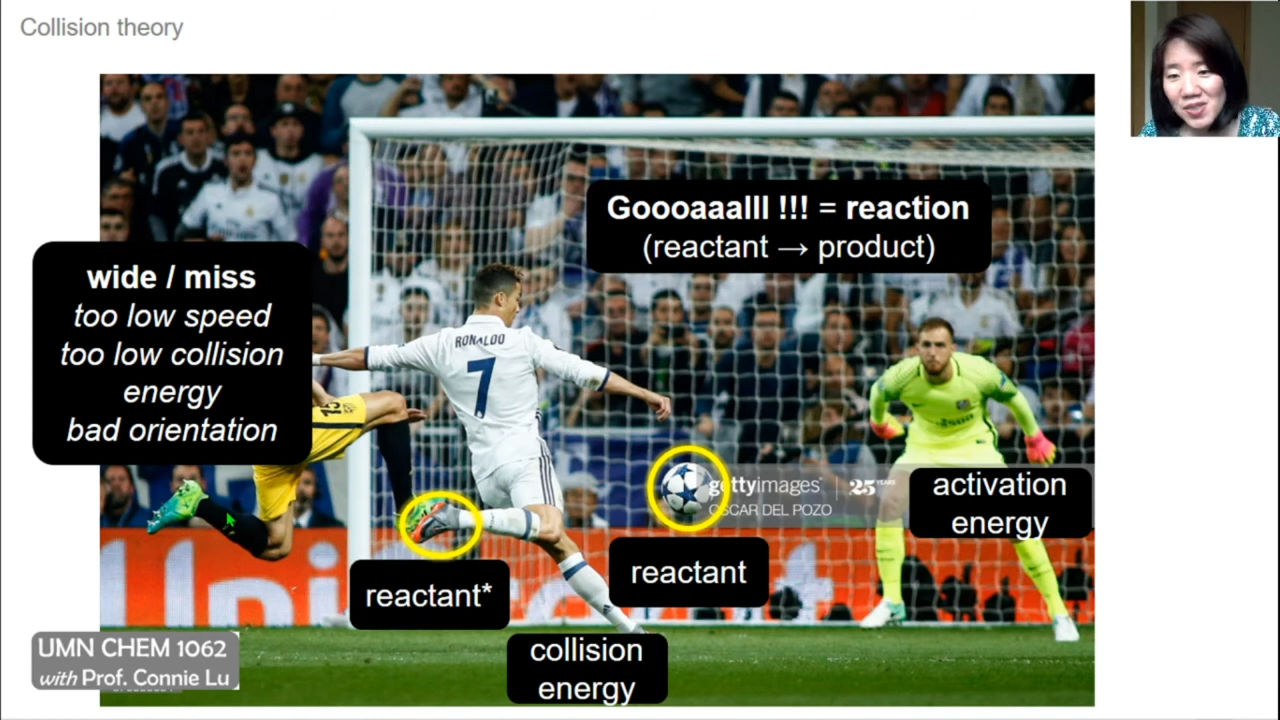 Collision theory
Goooaaalll !!! = reaction
(reactant → product)
wide / miss
too low speed
too low collision
energy
bad orientation
RONALDO
7
15
gettyimages
25 YEARS
OSCAR DEL POZO
activation
energy
reactant
reactant*
collision
energy
UMN CHEM 1062
with Prof. Connie Lu